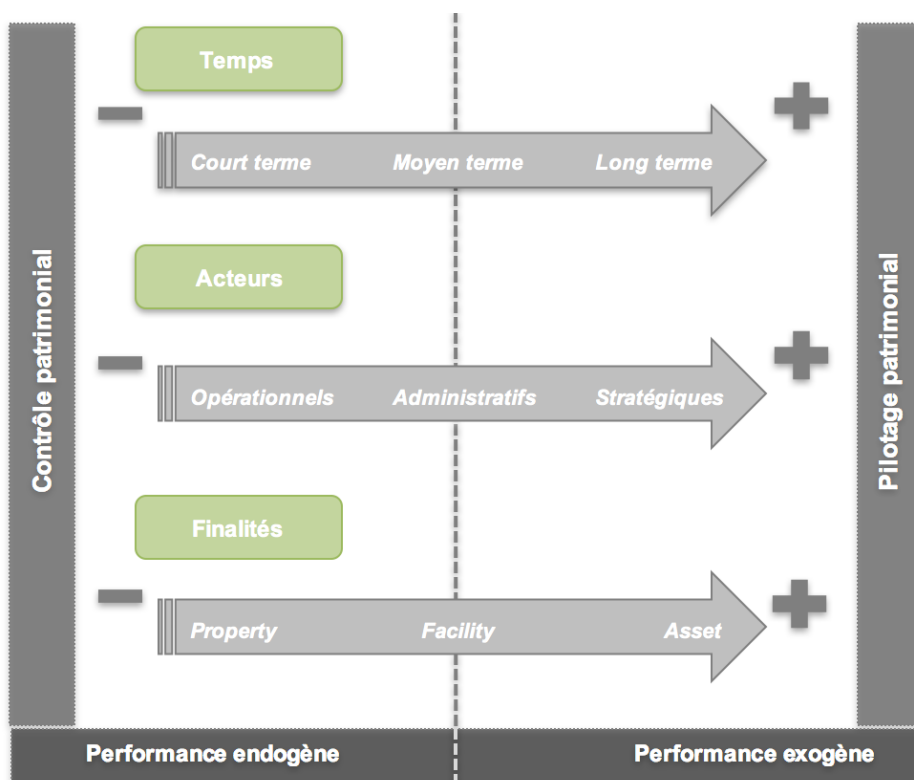 Temps
Court terme Moyen terme Long terme
Contrôle patrimonial
Pilotage patrimonial
Acteurs
Opérationnels Administratifs Stratégiques
Finalités
Property Facility Asset
Performance endogène Performance exogène